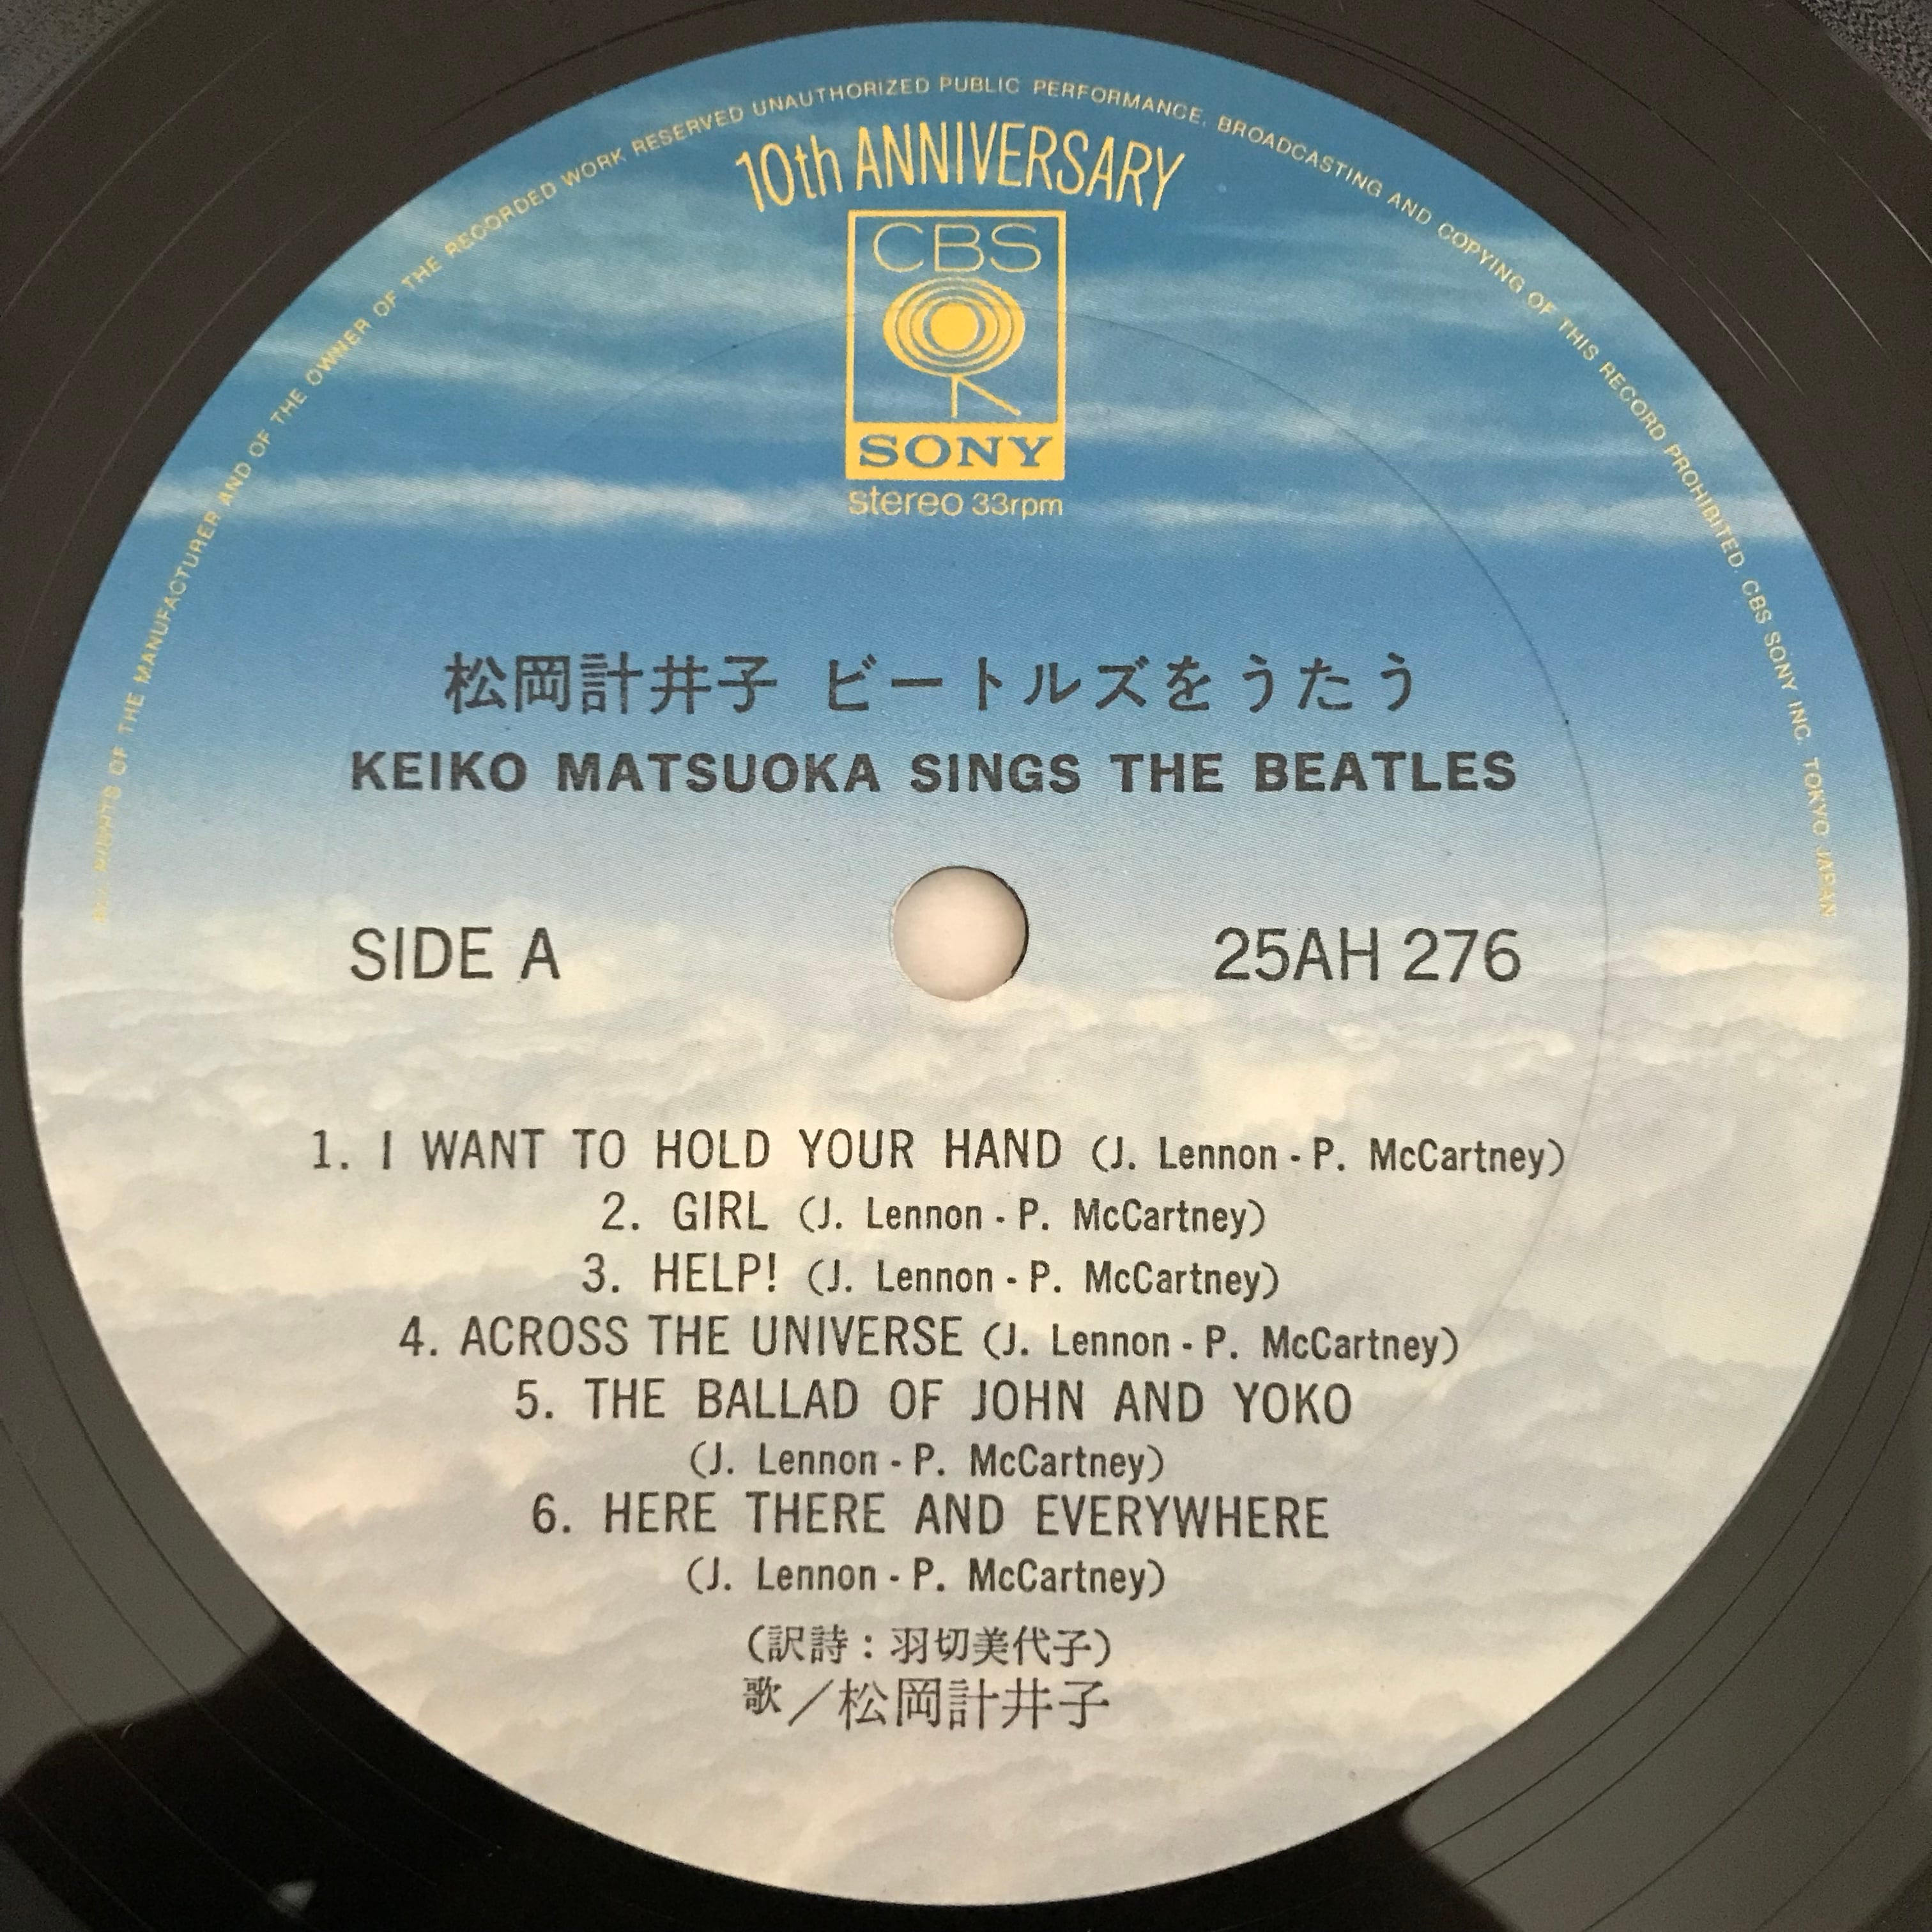 ALL RIGHTS OF THE MANUFACTURER AND OF THE OWNER OF THE RECORDED WORK RESERVED UNAUTHORIZED PUBLIC PERFORMANCE, BROADCASTING AND COPYING OF THIS RECORD PROHIBITED. CBS SONY INC. TOKYO JAPAN
10th ANNIVERSARY
CBS
SONY
stereo 33rpm
松岡計井子 ビートルズをうたう
KEIKO MATSUOKA SINGS THE BEATLES
SIDE A 25AH 276
1. I WANT TO HOLD YOUR HAND (J. Lennon - P. McCartney)
2. GIRL (J. Lennon - P. McCartney)
3. HELP! (J. Lennon - P. McCartney)
4. ACROSS THE UNIVERSE (J. Lennon - P. McCartney)
5. THE BALLAD OF JOHN AND YOKO
(J. Lennon - P. McCartney)
6. HERE THERE AND EVERYWHERE
(J. Lennon - P. McCartney)
(訳詩：羽切美代子)
歌／松岡計井子